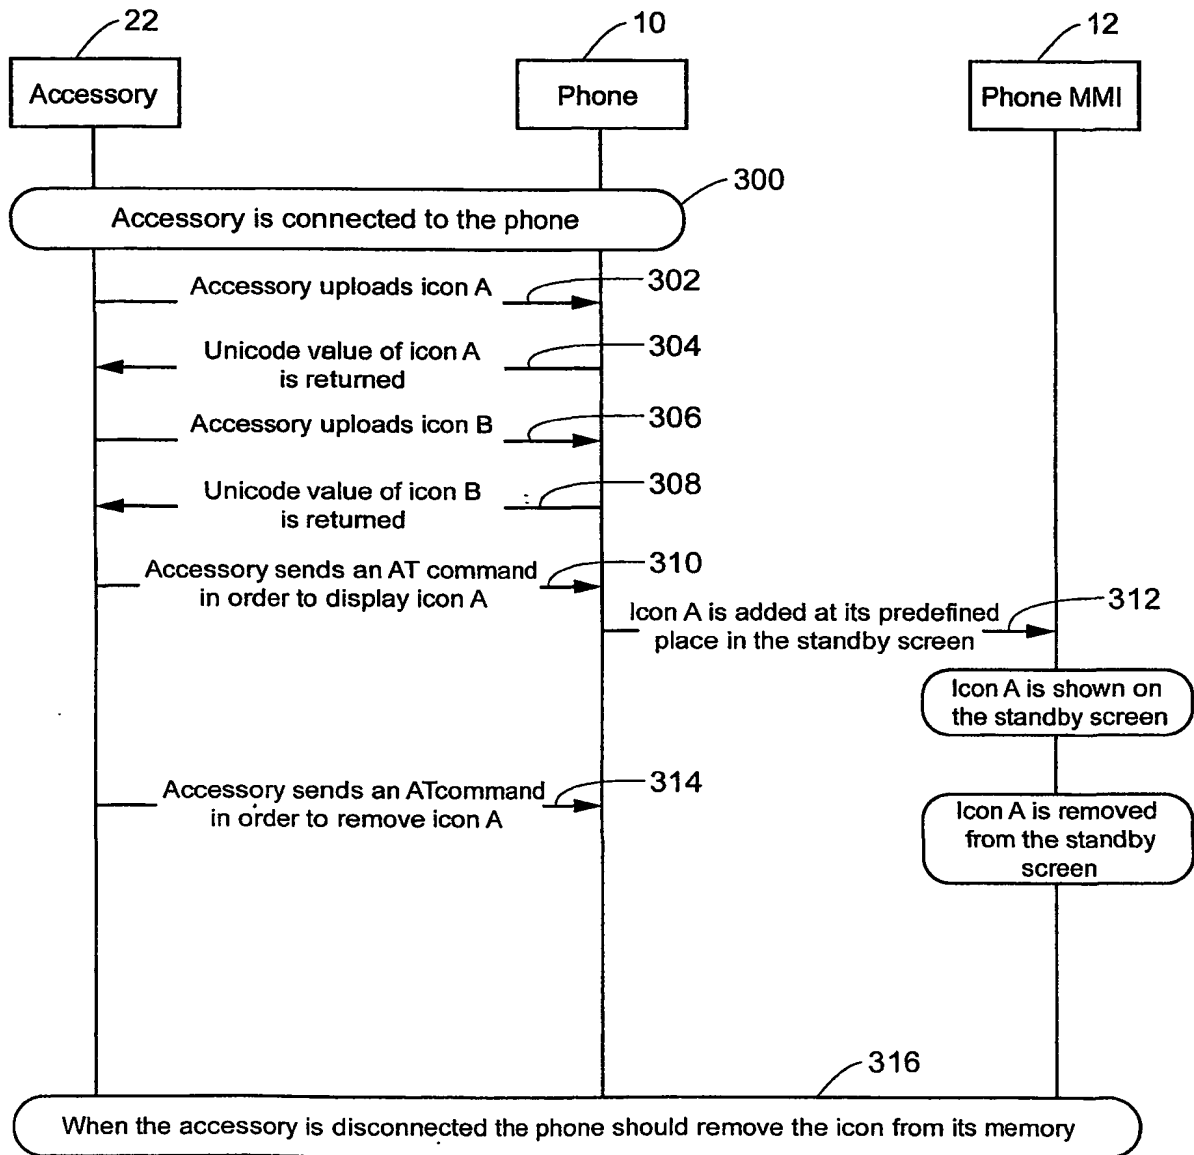 22
10
12
Accessory
Phone
Phone MMI
300
Accessory is connected to the phone
Accessory uploads icon A
302
Unicode value of icon A
is returned
304
Accessory uploads icon B
306
Unicode value of icon B
is returned
308
Accessory sends an AT command
in order to display icon A
310
Icon A is added at its predefined
place in the standby screen
312
Icon A is shown on
the standby screen
Accessory sends an ATcommand
in order to remove icon A
314
Icon A is removed
from the standby
screen
316
When the accessory is disconnected the phone should remove the icon from its memory